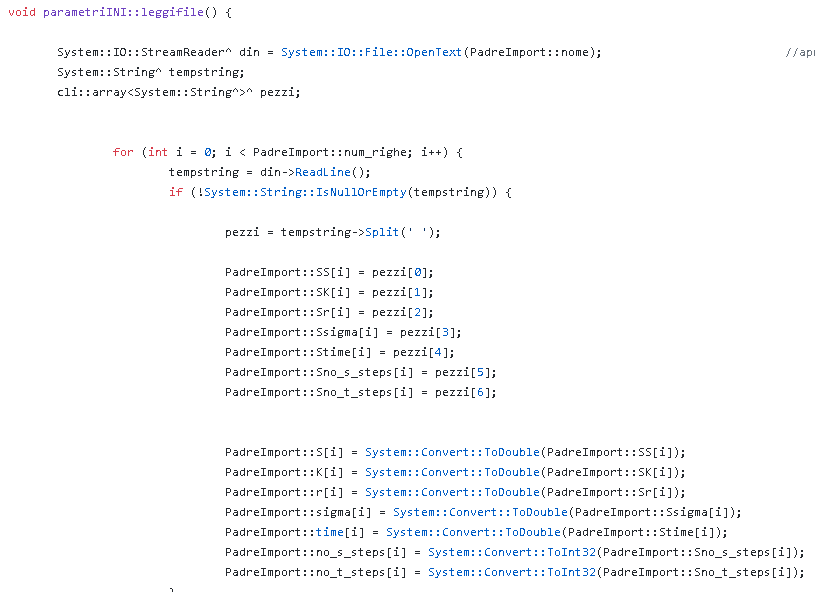 void parametriINI::leggifile() {
System::IO::StreamReader^ din = System::IO::File::OpenText(PadreImport::nome); //apr
System::String^ tempstring;
cli::array<System::String^>^ pezzi;
for (int i = 0; i < PadreImport::num_righe; i++) {
tempstring = din->ReadLine();
if (!System::String::IsNullOrEmpty(tempstring)) {
pezzi = tempstring->Split(' ');
PadreImport::SS[i] = pezzi[0];
PadreImport::SK[i] = pezzi[1];
PadreImport::Sr[i] = pezzi[2];
PadreImport::Ssigma[i] = pezzi[3];
PadreImport::Stime[i] = pezzi[4];
PadreImport::Sno_s_steps[i] = pezzi[5];
PadreImport::Sno_t_steps[i] = pezzi[6];
PadreImport::S[i] = System::Convert::ToDouble(PadreImport::SS[i]);
PadreImport::K[i] = System::Convert::ToDouble(PadreImport::SK[i]);
PadreImport::r[i] = System::Convert::ToDouble(PadreImport::Sr[i]);
PadreImport::sigma[i] = System::Convert::ToDouble(PadreImport::Ssigma[i]);
PadreImport::time[i] = System::Convert::ToDouble(PadreImport::Stime[i]);
PadreImport::no_s_steps[i] = System::Convert::ToInt32(PadreImport::Sno_s_steps[i]);
PadreImport::no_t_steps[i] = System::Convert::ToInt32(PadreImport::Sno_t_steps[i]);
}